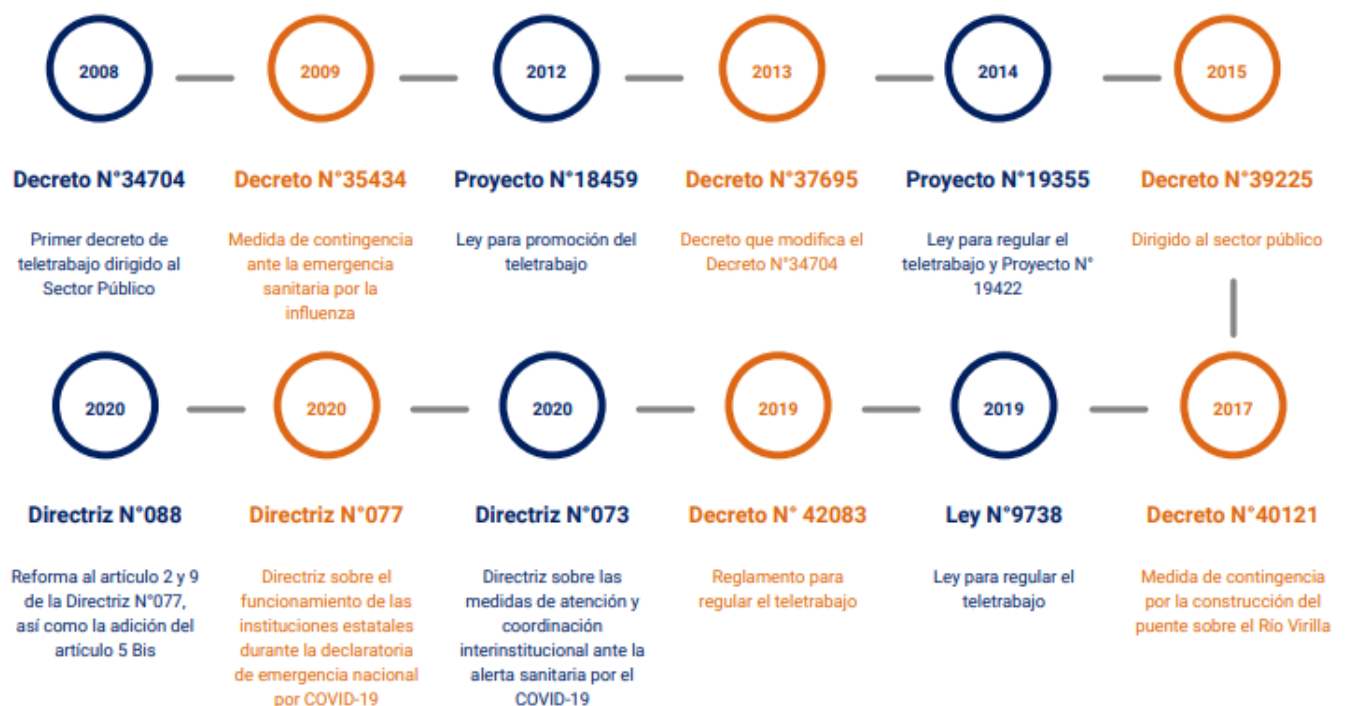 2008
2009
2012
2013
2014
2015
Decreto N°34704
Decreto N°35434
Proyecto N°18459
Decreto N°37695
Proyecto N°19355
Decreto N°39225
Primer decreto de
teletrabajo dirigido al
Sector Público
Medida de contingencia
ante la emergencia
sanitaria por la
influenza
Ley para promoción del
teletrabajo
Decreto que modifica el
Decreto N°34704
Ley para regular el
teletrabajo y Proyecto N°
19422
Dirigido al sector público
2020
2020
2020
2019
2019
2017
Directriz N°088
Directriz N°077
Directriz N°073
Decreto N° 42083
Ley N°9738
Decreto N°40121
Reforma al artículo 2 y 9
de la Directriz N°077,
así como la adición del
artículo 5 Bis
Directriz sobre el
funcionamiento de las
instituciones estatales
durante la declaratoria
de emergencia nacional
por COVID-19
Directriz sobre las
medidas de atención y
coordinación
interinstitucional ante la
alerta sanitaria por el
COVID-19
Reglamento para
regular el teletrabajo
Ley para regular el
teletrabajo
Medida de contingencia
por la construcción del
puente sobre el Río Virilla